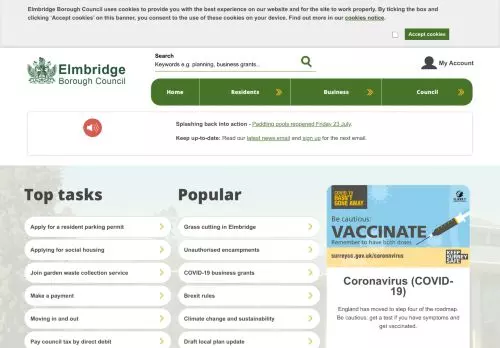 Elmbridge Borough Council uses cookies to provide you with the best experience on our website and for the site to work properly. By ticking the box and
clicking 'Accept cookies' on this banner, you consent to the use of these cookies on your device. Find out more in our cookies notice.
Accept cookies
Elmbridge
Borough Council
Search
Keywords e.g. planning, business grants..
My Account
Home
Residents
Business
Council
Splashing back into action - Paddling pools reopened Friday 23 July.
Keep up-to-date: Read our latest news email and sign up for the next email.
Top tasks
Apply for a resident parking permit
Applying for social housing
Join garden waste collection service
Make a payment
Moving in and out
Pay council tax by direct debit
Popular
Grass cutting in Elmbridge
Unauthorised encampments
COVID-19 business grants
Brexit rules
Climate change and sustainability
Draft local plan update
COVID-19
HASN'T
GONE AWAY
SURREY
Be cautious:
VACCINATE
Remember to have both doses
surreycc.gov.uk/coronavirus
KEEP
SURREY
SAFE
Coronavirus (COVID-
19)
England has moved to step four of the roadmap.
Be cautious: get a test if you have symptoms and
get vaccinated.